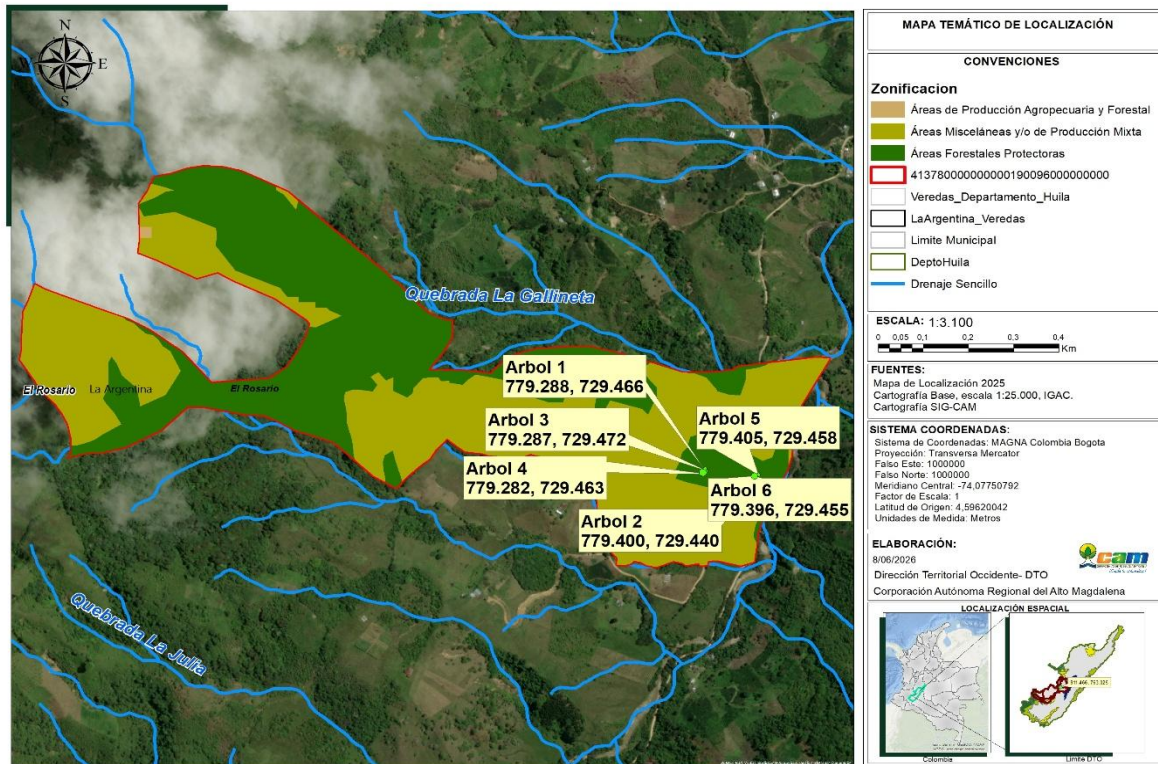 N
E
S
Quebrada La Gallineta
El Rosario
La Argentina
El Rosario
Arbol 1
779.288, 729.466
Arbol 3
779.287, 729.472
Arbol 4
779.282, 729.463
Arbol 5
779.405, 729.458
Arbol 6
779.396, 729.455
Arbol 2
779.400, 729.440
Quebrada La Julia
MAPA TEMÁTICO DE LOCALIZACIÓN
CONVENCIONES
Zonificacion
Áreas de Producción Agropecuaria y Forestal
Áreas Misceláneas y/o de Producción Mixta
Áreas Forestales Protectoras
Veredas_Departamento_Huila
LaArgentina_Veredas
Limite Municipal
DeptoHuila
Drenaje Sencillo
ESCALA: 1:3.100
0 0,05 0,1 0,2 0,3 0,4
Km
FUENTES:
Mapa de Localización 2025
Cartografía Base, escala 1:25.000, IGAC.
Cartografía SIG-CAM
SISTEMA COORDENADAS:
Sistema de Coordenadas: MAGNA Colombia Bogota
Proyección: Transversa Mercator
Falso Este: 1000000
Falso Norte: 1000000
Meridiano Central: -74,07750792
Factor de Escala: 1
Latitud de Origen: 4,59620042
Unidades de Medida: Metros
ELABORACIÓN:
8/06/2026
cam
Dirección Territorial Occidente- DTO
Corporación Autónoma Regional del Alto Magdalena
LOCALIZACIÓN ESPACIAL
Colombia
Limite DTO